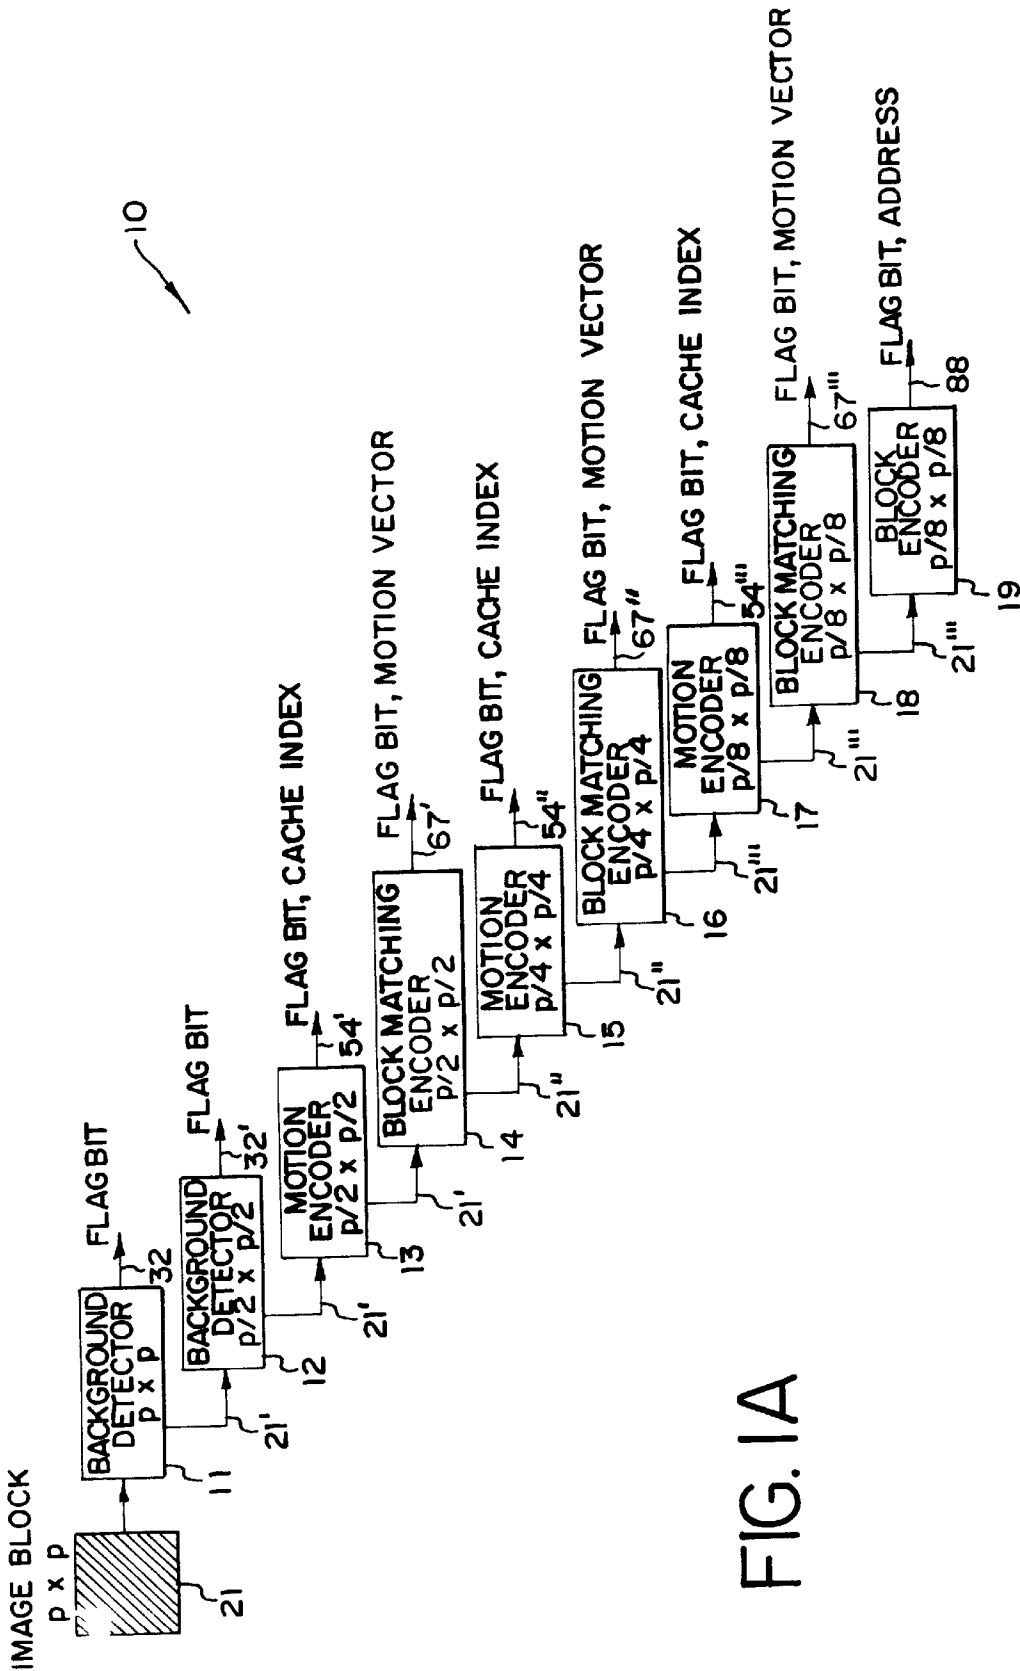 IMAGE BLOCK
p x p
21
BACKGROUND
DETECTOR
p x p
11
FLAG BIT
32
21'
BACKGROUND
DETECTOR
p/2 x p/2
12
FLAG BIT
32'
21'
MOTION
ENCODER
p/2 x p/2
13
FLAG BIT, CACHE INDEX
54'
21'
BLOCK MATCHING
ENCODER
p/2 x p/2
14
FLAG BIT, MOTION VECTOR
67'
21"
MOTION
ENCODER
p/4 x p/4
15
FLAG BIT, CACHE INDEX
54"
21"
BLOCK MATCHING
ENCODER
p/4 x p/4
16
FLAG BIT, MOTION VECTOR
67"
21'''
MOTION
ENCODER
p/8 x p/8
17
FLAG BIT, CACHE INDEX
54'''
21'''
BLOCK MATCHING
ENCODER
p/8 x p/8
18
FLAG BIT, MOTION VECTOR
67'''
21'''
BLOCK
ENCODER
p/8 x p/8
19
FLAG BIT, ADDRESS
88
10
FIG. 1A